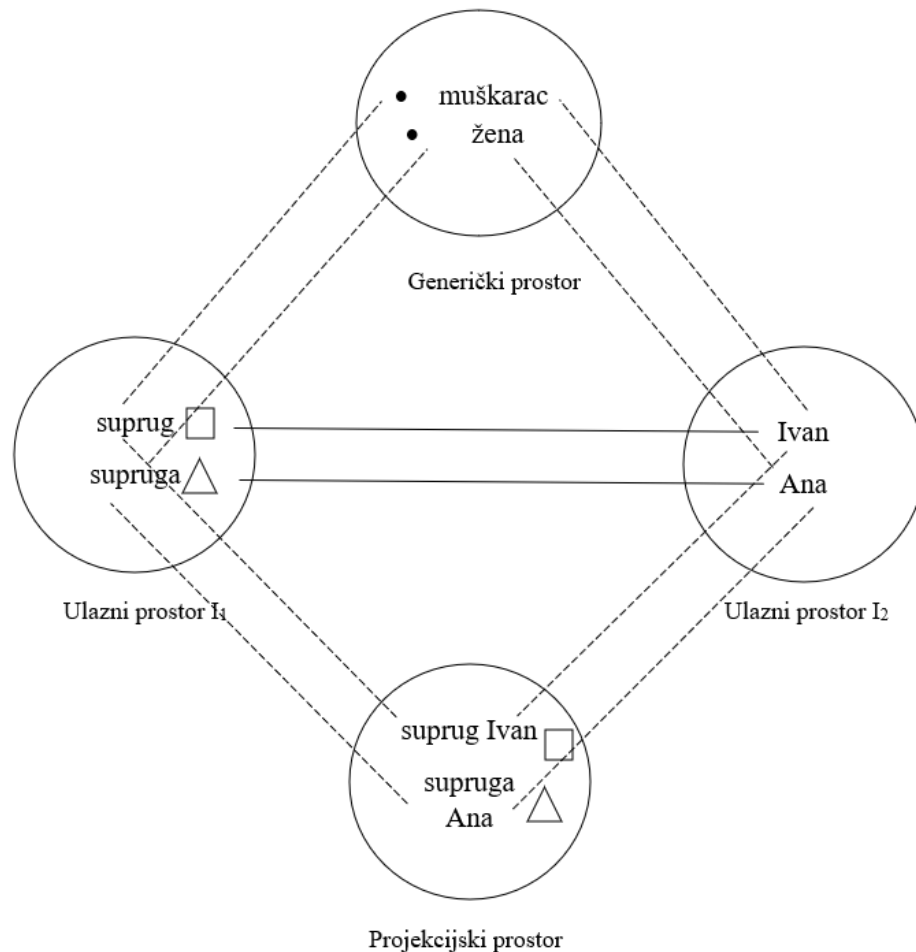 muškarac
žena
Generički prostor
suprug
supruga
Ulazni prostor I₁
Ivan
Ana
Ulazni prostor I₂
suprug Ivan
supruga
Ana
Projekcijski prostor